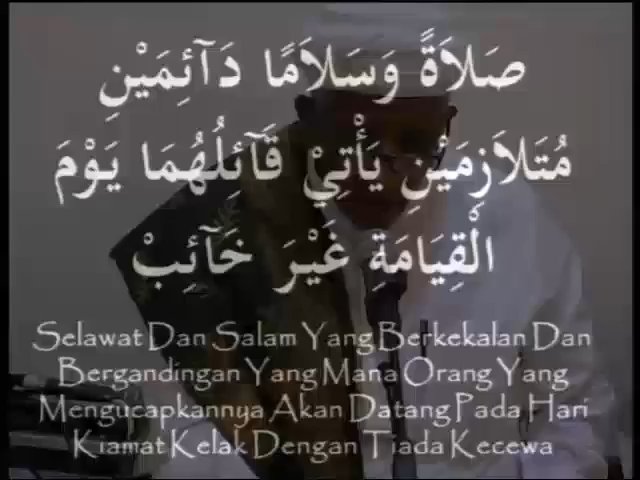 صَلاَةً وَسَلاَمًا دَآئِمَيْنِ
مُتَلاَزِمَيْنِ يَأْتِيْ قَآئِلُهُمَا يَوْمَ
الْقِيَامَةِ غَيْرَ خَآئِبْ
Selawat Dan Salam Yang Berkekalan Dan
Bergandingan Yang Mana Orang Yang
Mengucapkannya Akan Datang Pada Hari
Kiamat Kelak Dengan Tiada Kecewa